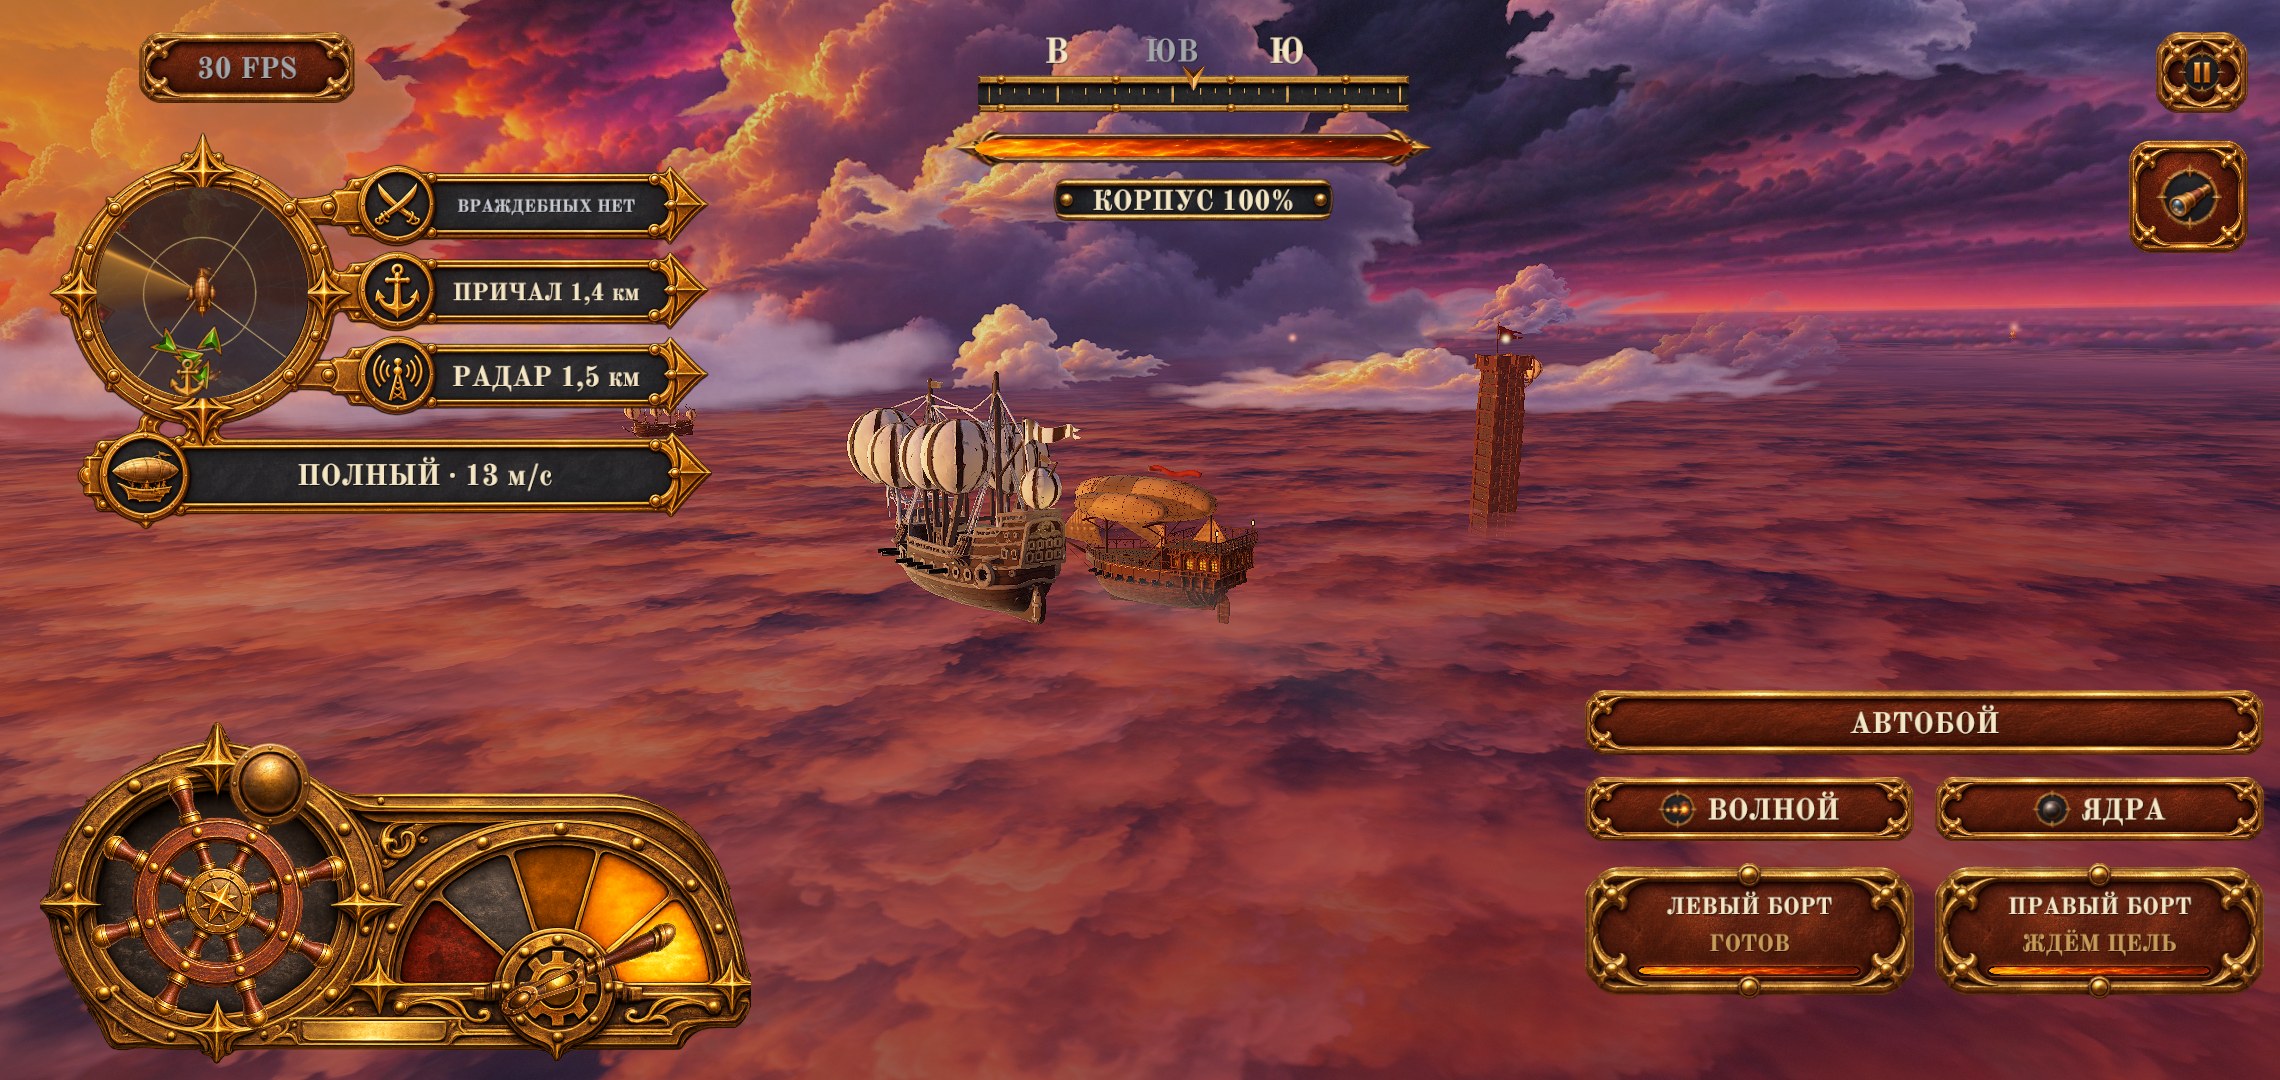 30 FPS
В ЮВ Ю
КОРПУС 100%
ВРАЖДЕБНЫХ НЕТ
ПРИЧАЛ 1,4 км
РАДАР 1,5 км
ПОЛНЫЙ · 13 м/с
АВТОБОЙ
ВОЛНОЙ
ЯДРА
ЛЕВЫЙ БОРТ
ГОТОВ
ПРАВЫЙ БОРТ
ЖДЁМ ЦЕЛЬ